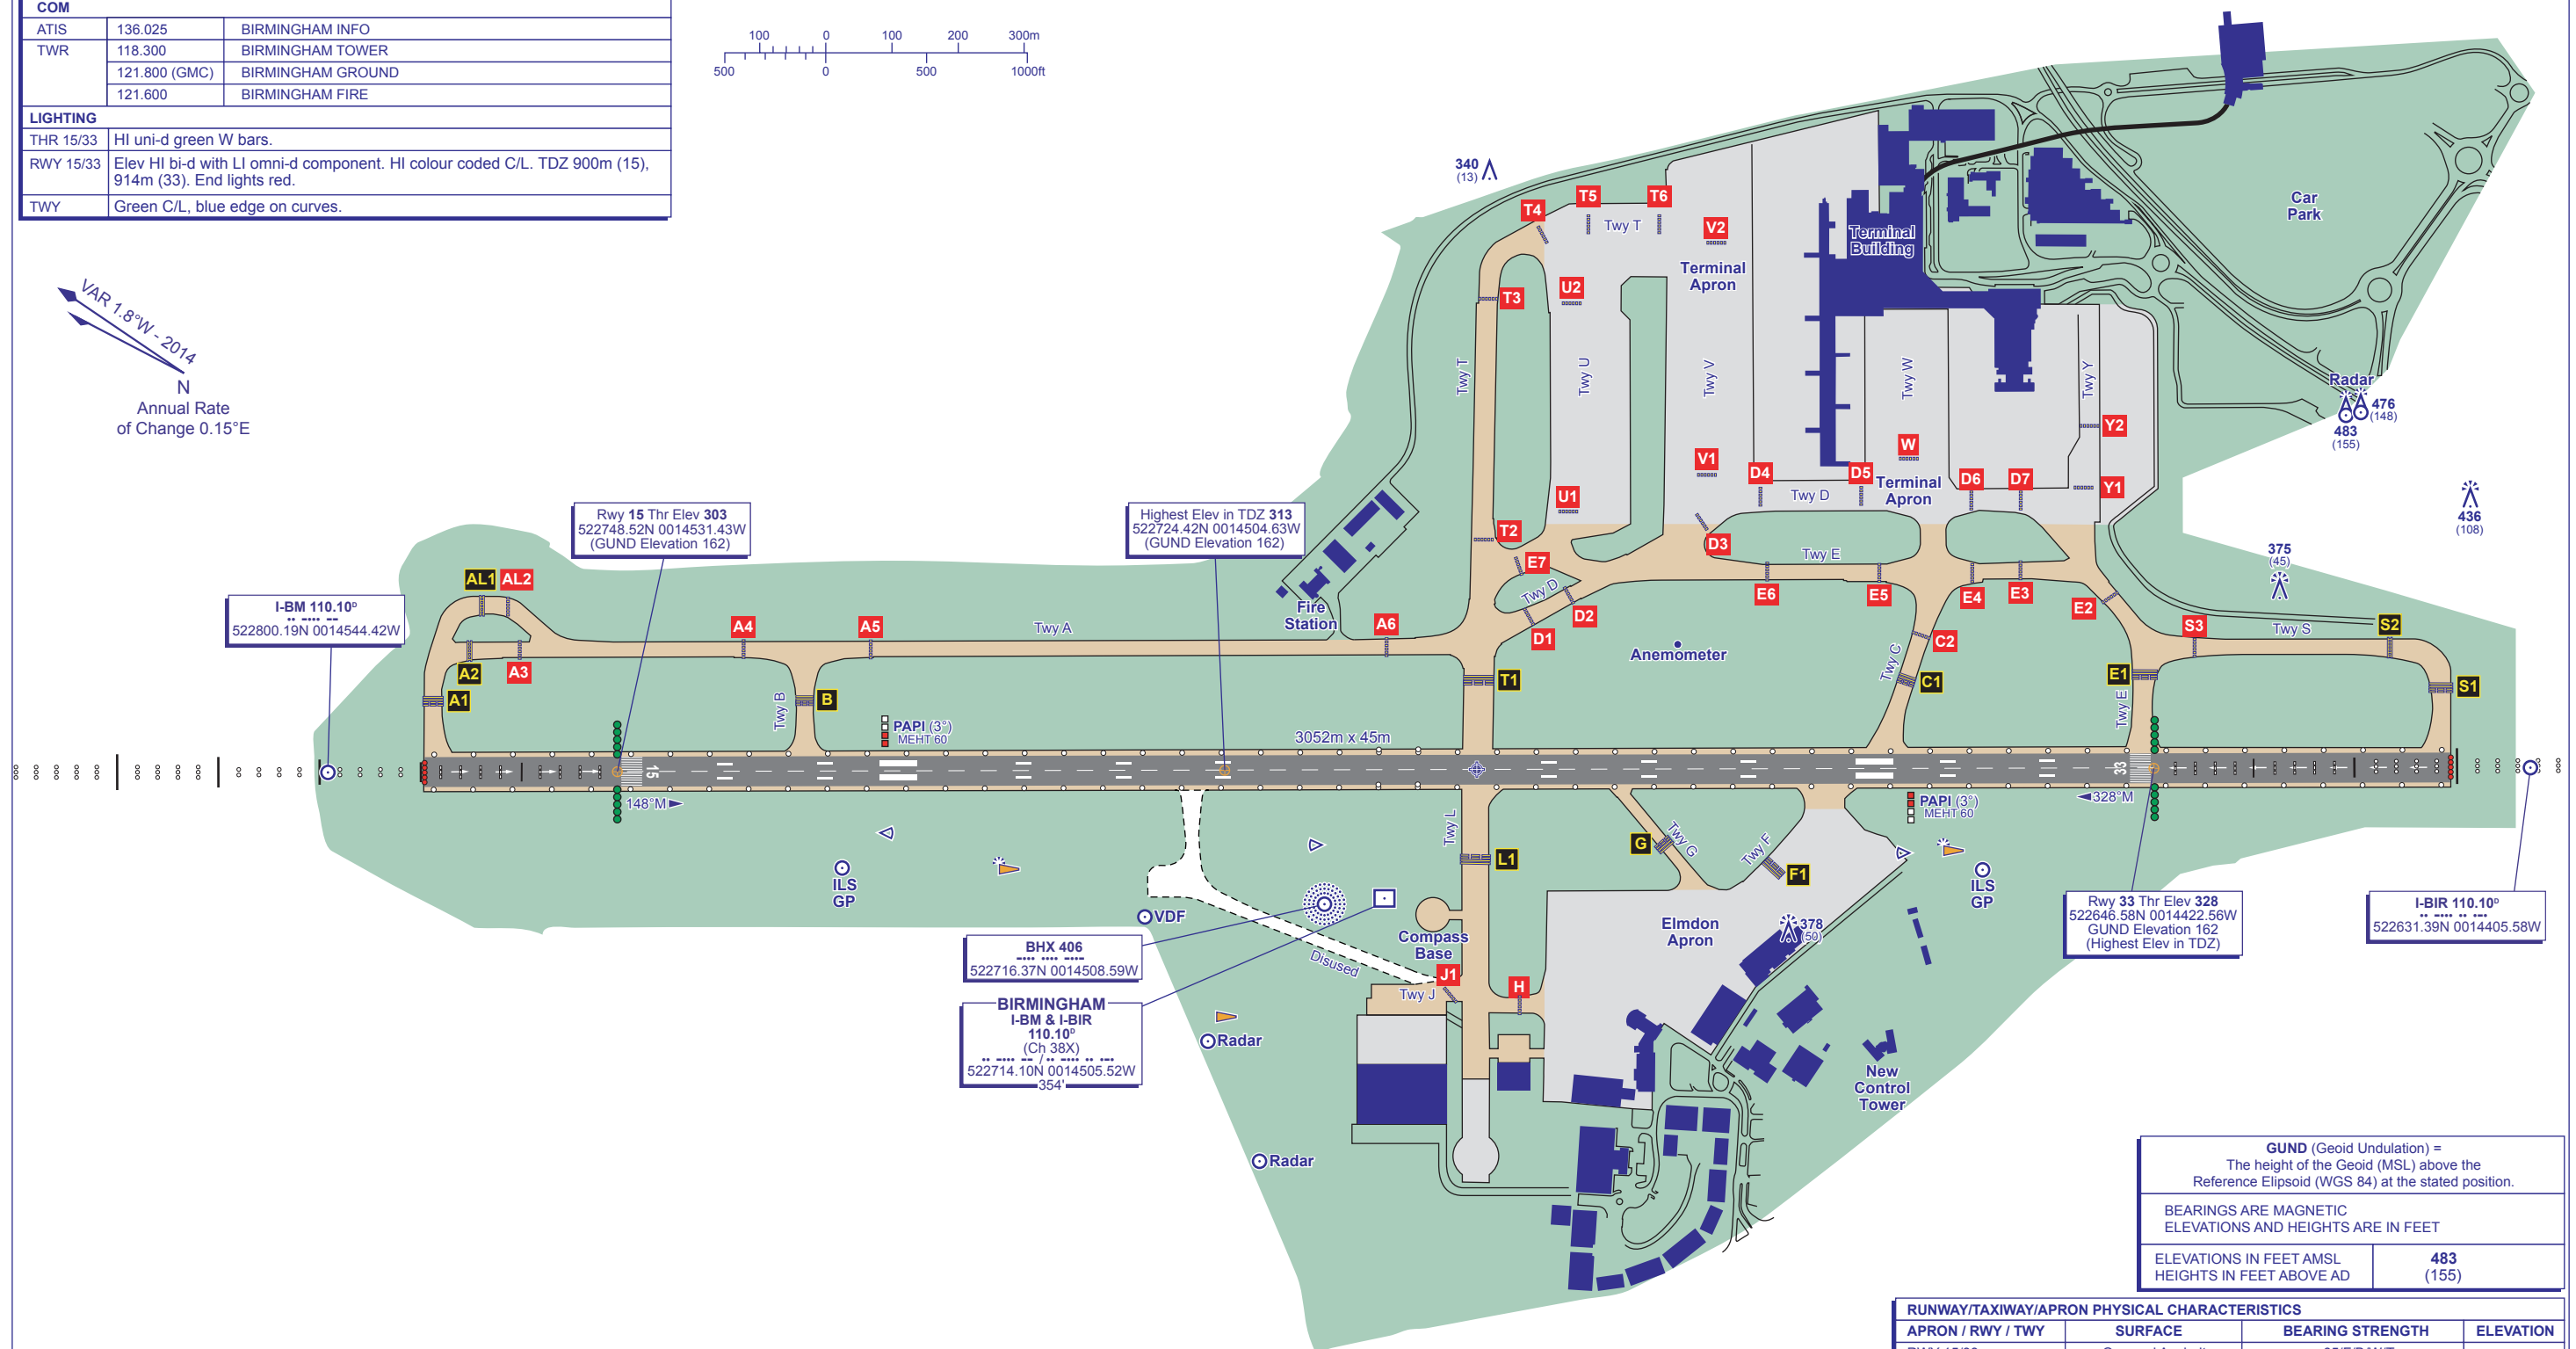 COM
ATIS 136.025 BIRMINGHAM INFO
TWR 118.300 BIRMINGHAM TOWER
121.800 (GMC) BIRMINGHAM GROUND
121.600 BIRMINGHAM FIRE
LIGHTING
THR 15/33 HI uni-d green W bars.
RWY 15/33 Elev HI bi-d with LI omni-d component. HI colour coded C/L. TDZ 900m (15),
914m (33). End lights red.
TWY Green C/L, blue edge on curves.
100 0 100 200 300m
500 0 500 1000ft
VAR 1.8°W - 2014
N
Annual Rate
of Change 0.15°E
340
(13)
T4
T5
T6
Twy T
V2
Terminal
Apron
Terminal
Building
Car
Park
T3
U2
Twy T
Twy U
Twy V
Twy W
Twy Y
Radar
476
(148)
483
(155)
Y2
W
V1
D4
D5
Terminal
Apron
D6
D7
Y1
U1
Twy D
436
(108)
Rwy 15 Thr Elev 303
522748.52N 0014531.43W
(GUND Elevation 162)
Highest Elev in TDZ 313
522724.42N 0014504.63W
(GUND Elevation 162)
T2
D3
E7
Twy E
375
(45)
Twy D
AL1
AL2
I-BM 110.10ᴰ
522800.19N 0014544.42W
Fire
Station
D2
E6
E5
E4
E3
E2
A4
A5
Twy A
A6
D1
C2
S3
Twy S
S2
Anemometer
A2
A3
Twy C
T1
C1
E1
S1
A1
Twy B
B
Twy E
PAPI (3°)
MEHT 60
3052m x 45m
15
33
148°M
328°M
PAPI (3°)
MEHT 60
Twy L
G
Twy G
Twy F
F1
L1
ILS
GP
ILS
GP
VDF
Compass
Base
Elmdon
Apron
378
(50)
Rwy 33 Thr Elev 328
522646.58N 0014422.56W
GUND Elevation 162
(Highest Elev in TDZ)
I-BIR 110.10ᴰ
522631.39N 0014405.58W
BHX 406
522716.37N 0014508.59W
Disused
J1
Twy J
H
BIRMINGHAM
I-BM & I-BIR
110.10ᴰ
(Ch 38X)
522714.10N 0014505.52W
354'
Radar
New
Control
Tower
Radar
GUND (Geoid Undulation) =
The height of the Geoid (MSL) above the
Reference Elipsoid (WGS 84) at the stated position.
BEARINGS ARE MAGNETIC
ELEVATIONS AND HEIGHTS ARE IN FEET
ELEVATIONS IN FEET AMSL 483
HEIGHTS IN FEET ABOVE AD (155)
RUNWAY/TAXIWAY/APRON PHYSICAL CHARACTERISTICS
APRON / RWY / TWY SURFACE BEARING STRENGTH ELEVATION